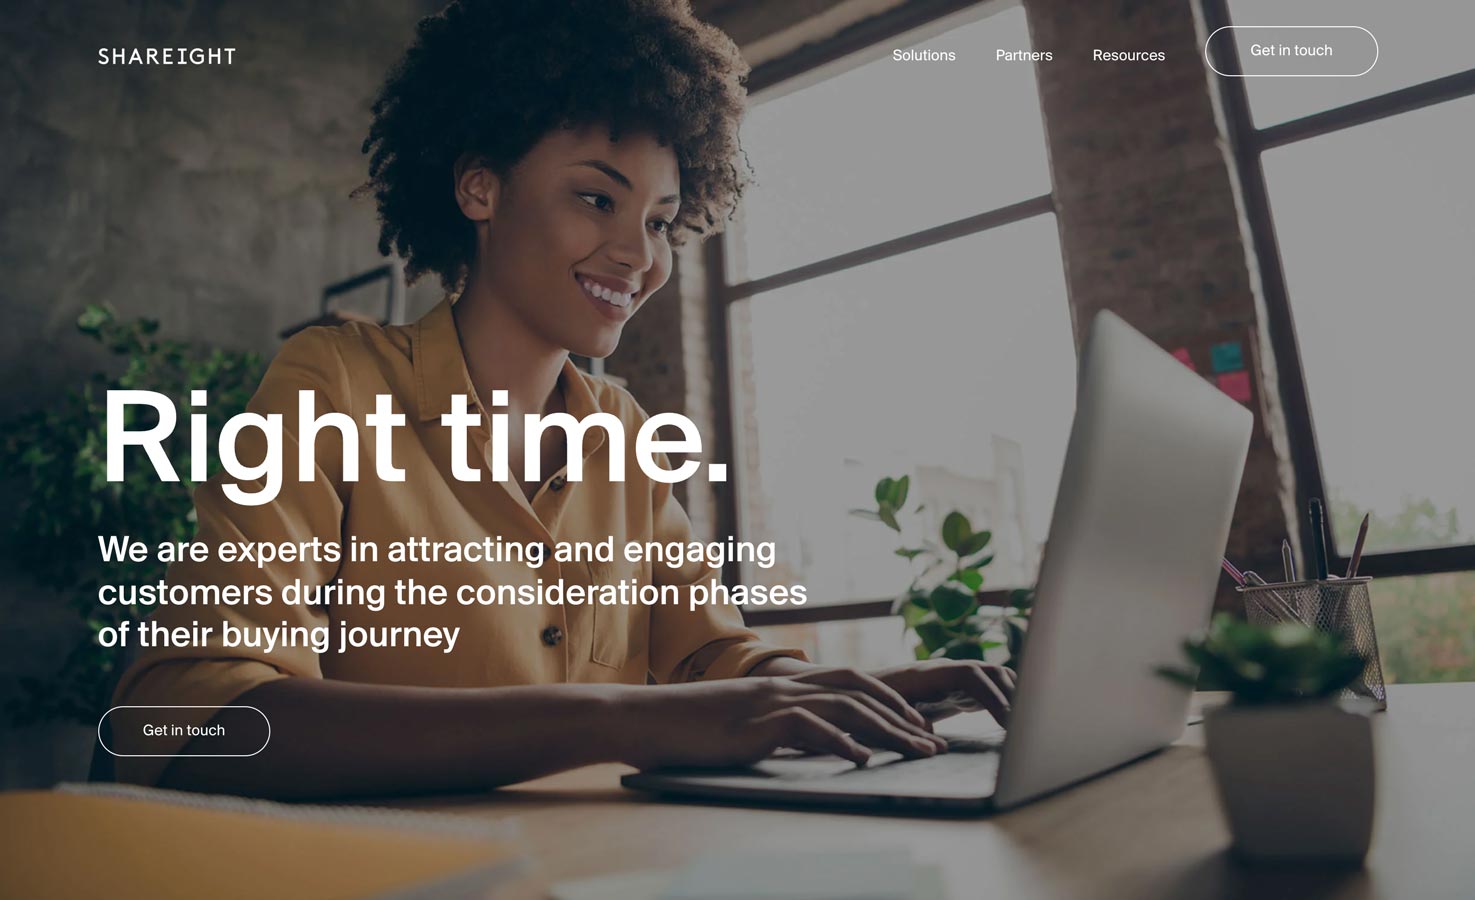 SHAREIGHT
Solutions
Partners
Resources
Get in touch
Right time.
We are experts in attracting and engaging
customers during the consideration phases
of their buying journey
Get in touch